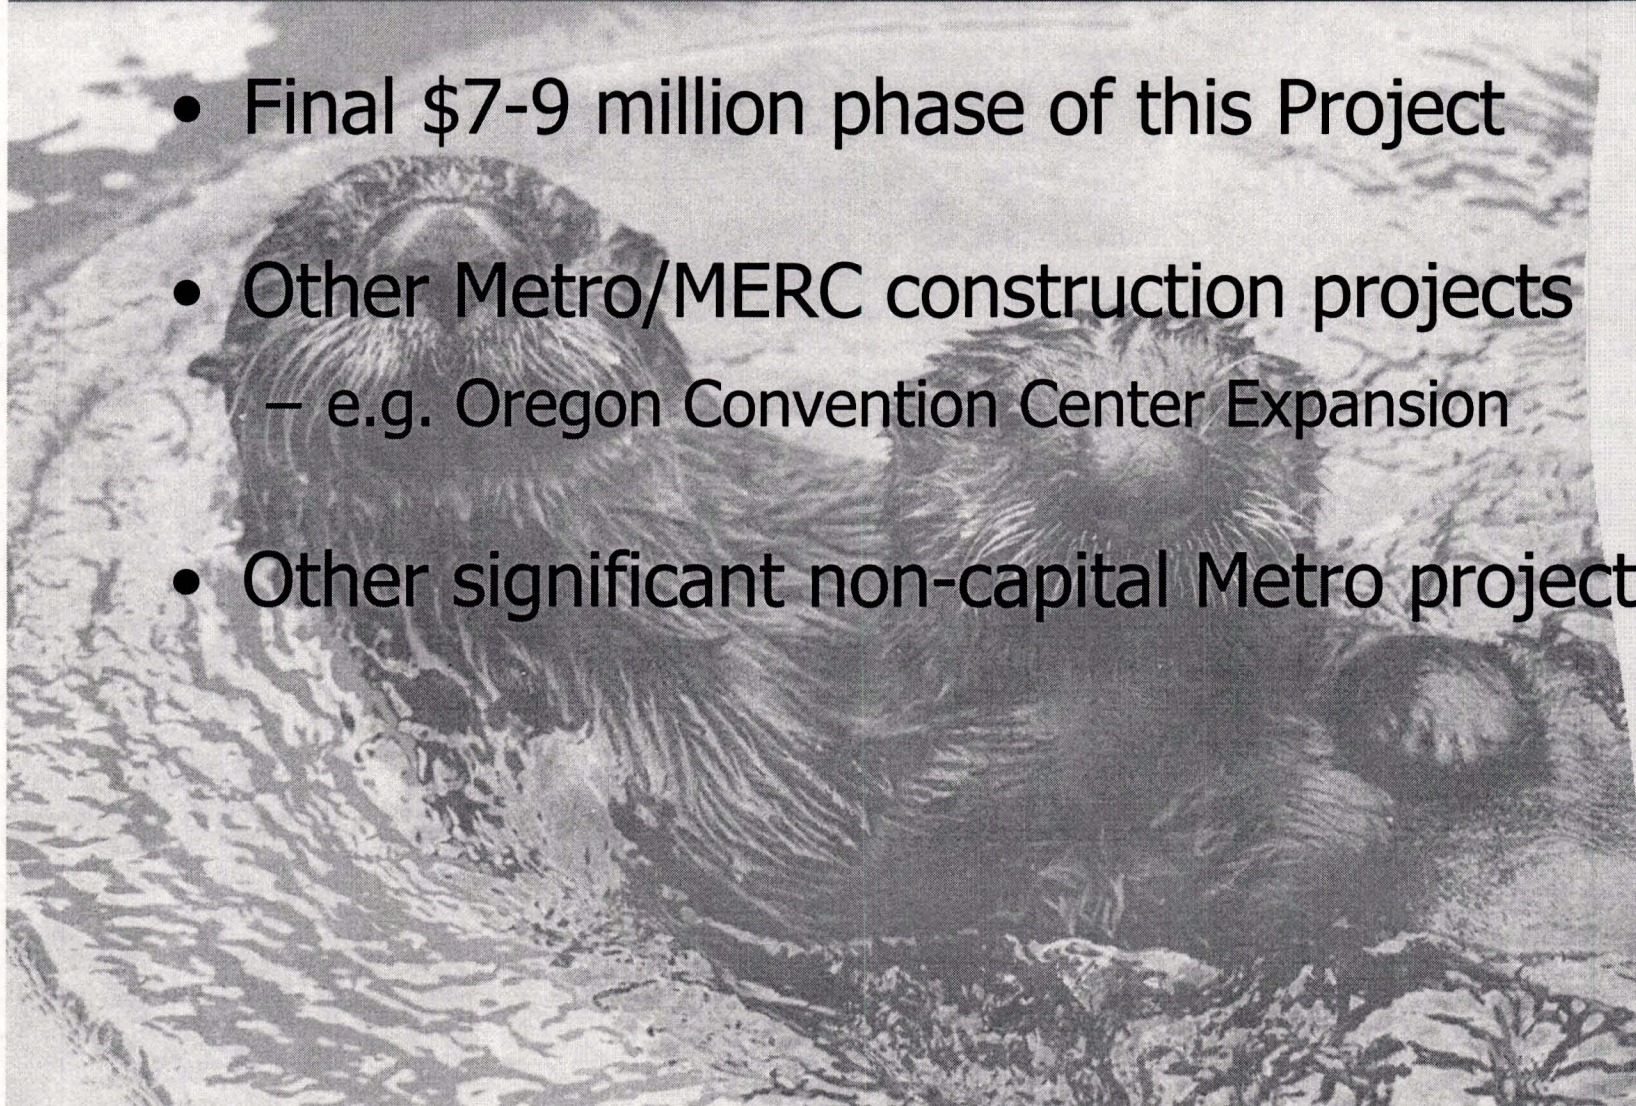 • Final $7-9 million phase of this Project
• Other Metro/MERC construction projects
– e.g. Oregon Convention Center Expansion
• Other significant non-capital Metro project